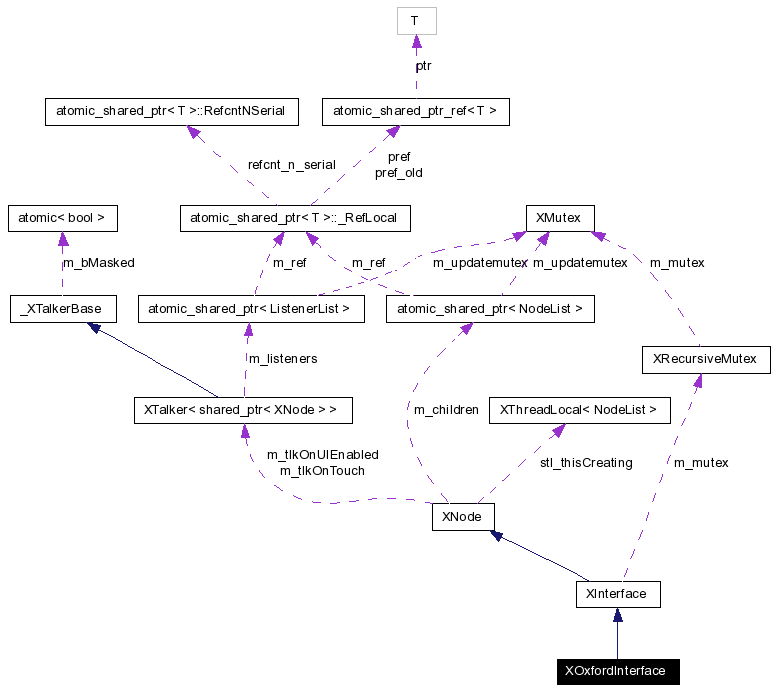 T
ptr
atomic_shared_ptr< T >::RefcntNSerial
atomic_shared_ptr_ref< T >
refcnt_n_serial
pref
pref_old
atomic< bool >
atomic_shared_ptr< T >::_RefLocal
XMutex
m_bMasked
m_ref
m_ref
m_updatemutex
m_updatemutex
m_mutex
_XTalkerBase
atomic_shared_ptr< ListenerList >
atomic_shared_ptr< NodeList >
m_listeners
XRecursiveMutex
XTalker< shared_ptr< XNode > >
m_children
XThreadLocal< NodeList >
m_tlkOnUIEnabled
m_tlkOnTouch
stl_thisCreating
m_mutex
XNode
XInterface
XOxfordInterface